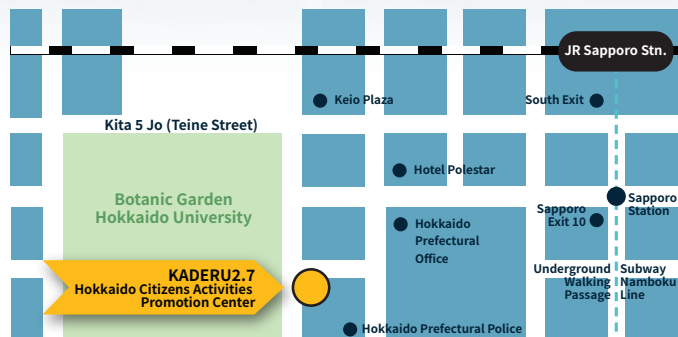 JR Sapporo Stn.
Keio Plaza
South Exit
Kita 5 Jo (Teine Street)
Hotel Polestar
Botanic Garden
Hokkaido University
Sapporo
Station
Sapporo
Exit 10
Hokkaido
Prefectural
Office
KADERU2.7
Hokkaido Citizens Activities
Promotion Center
Underground
Walking
Passage
Subway
Namboku
Line
Hokkaido Prefectural Police